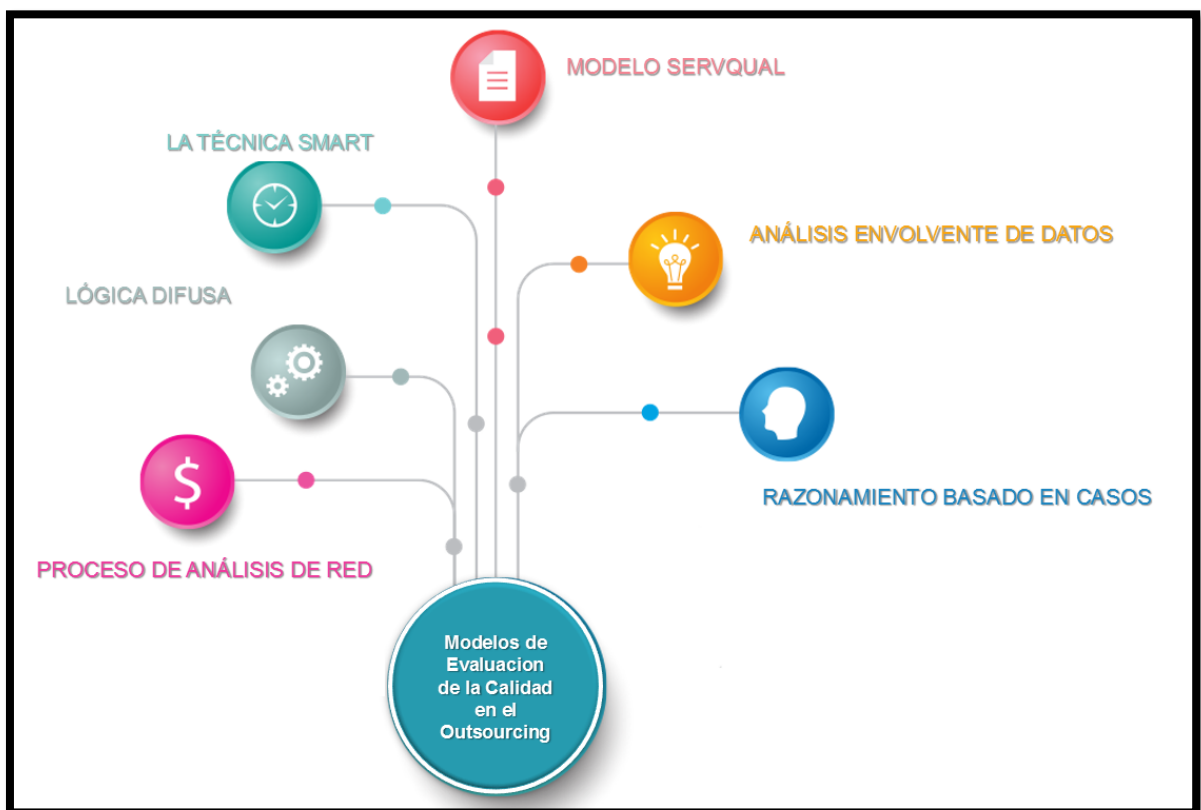 MODELO SERVQUAL
LA TÉCNICA SMART
ANÁLISIS ENVOLVENTE DE DATOS
LÓGICA DIFUSA
$
RAZONAMIENTO BASADO EN CASOS
PROCESO DE ANÁLISIS DE RED
Modelos de
Evaluacion
de la Calidad
en el
Outsourcing